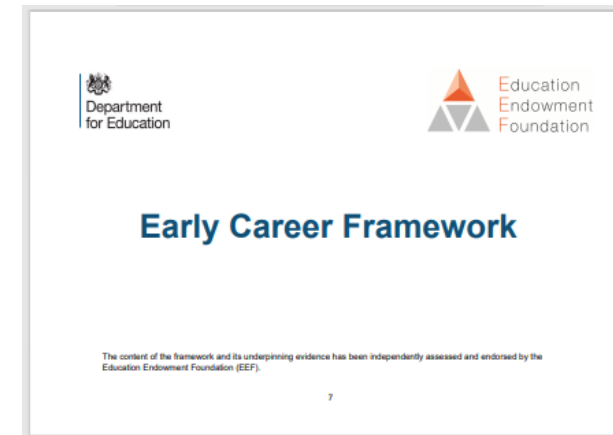 Department
for Education
Education
Endowment
Foundation
Early Career Framework
The content of the framework and its underpinning evidence has been independently assessed and endorsed by the
Education Endowment Foundation (EEF).
7